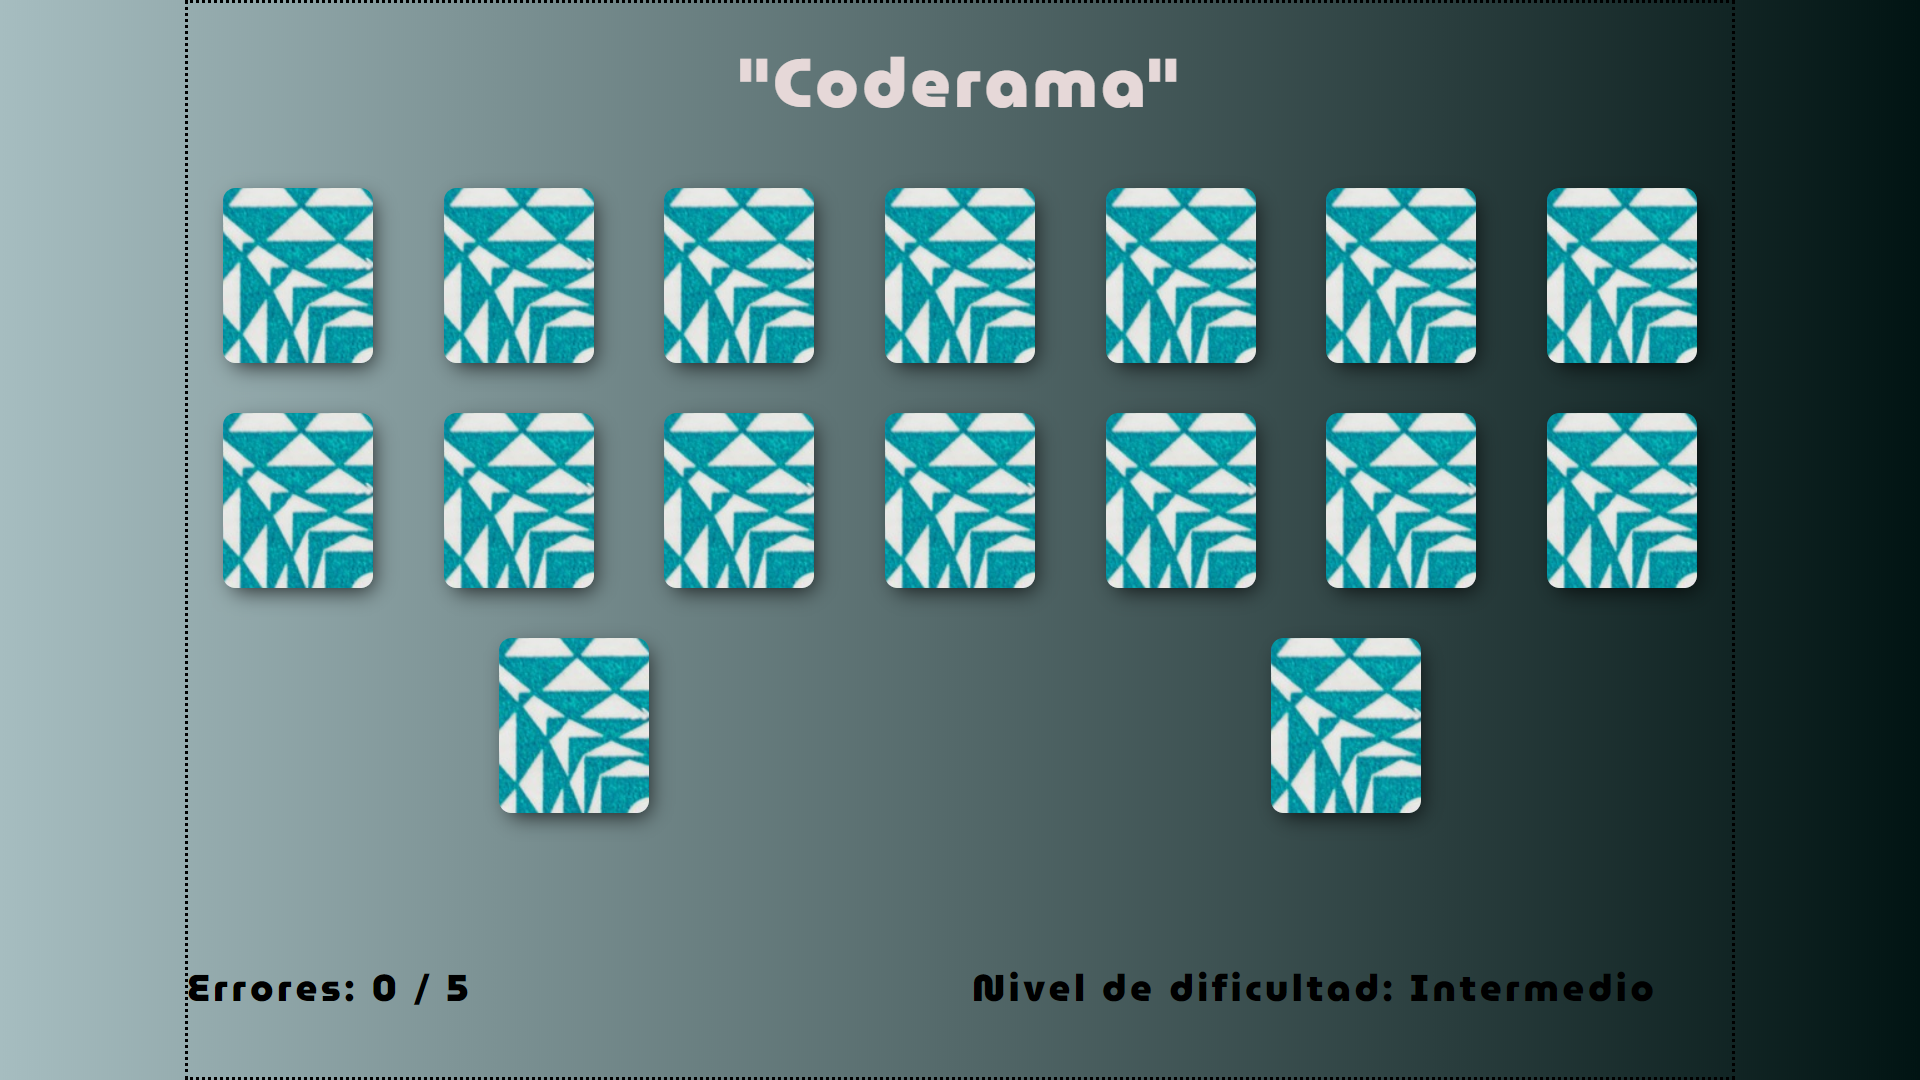 "Coderama"
Errores: 0 / 5
Nivel de dificultad: Intermedio